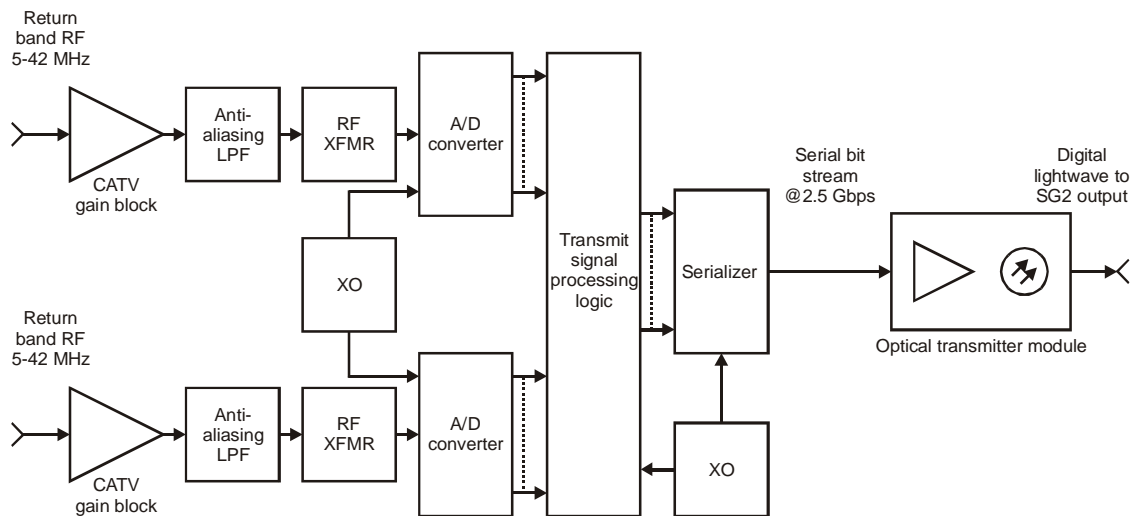 Return
band RF
5-42 MHz
CATV
gain block
Anti-
aliasing
LPF
RF
XFMR
A/D
converter
XO
Transmit
signal
processing
logic
Serializer
Serial bit
stream
@2.5 Gbps
Digital
lightwave to
SG2 output
Optical transmitter module
Return
band RF
5-42 MHz
CATV
gain block
Anti-
aliasing
LPF
RF
XFMR
A/D
converter
XO